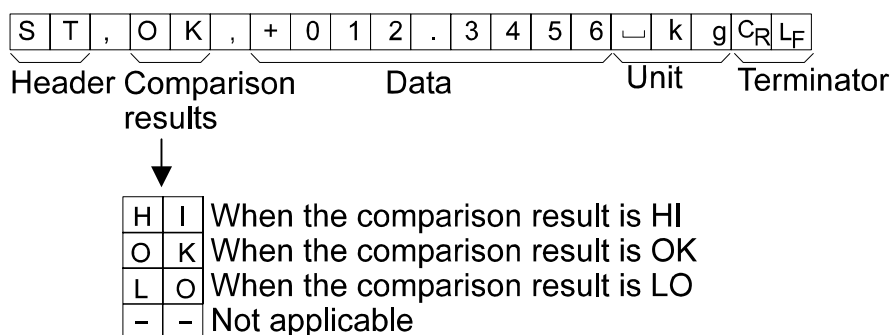 S T , O K , + 0 1 2 . 3 4 5 6 ␣ k g CR LF
Header Comparison results Data Unit Terminator
H I When the comparison result is HI
O K When the comparison result is OK
L O When the comparison result is LO
– – Not applicable